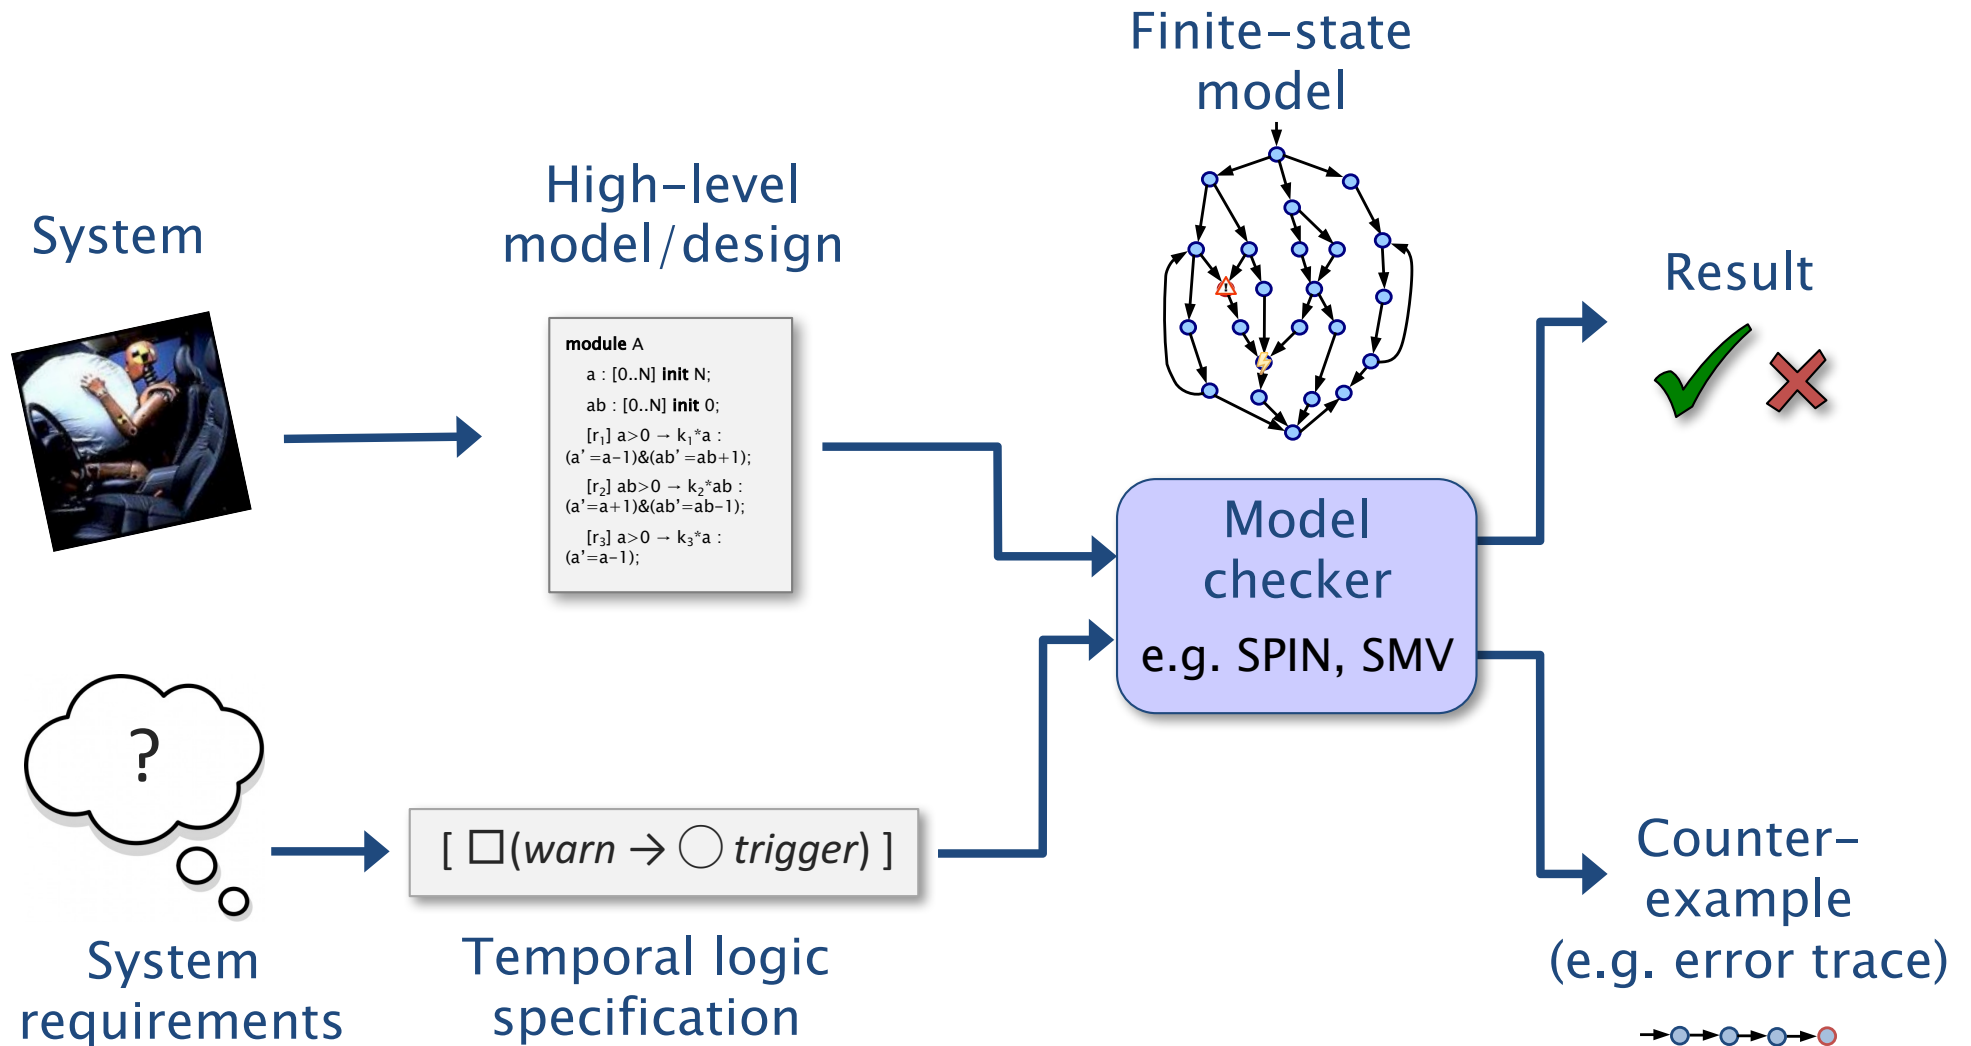 System
High-level
model/design
module A
a : [0..N] init N;
ab : [0..N] init 0;
[r₁] a>0 → k₁*a :
(a’=a-1)&(ab’=ab+1);
[r₂] ab>0 → k₂*ab :
(a’=a+1)&(ab’=ab-1);
[r₃] a>0 → k₃*a :
(a’=a-1);
Finite-state
model
!
Result
Model
checker
e.g. SPIN, SMV
?
System
requirements
[ □(warn → ○ trigger) ]
Temporal logic
specification
Counter-
example
(e.g. error trace)